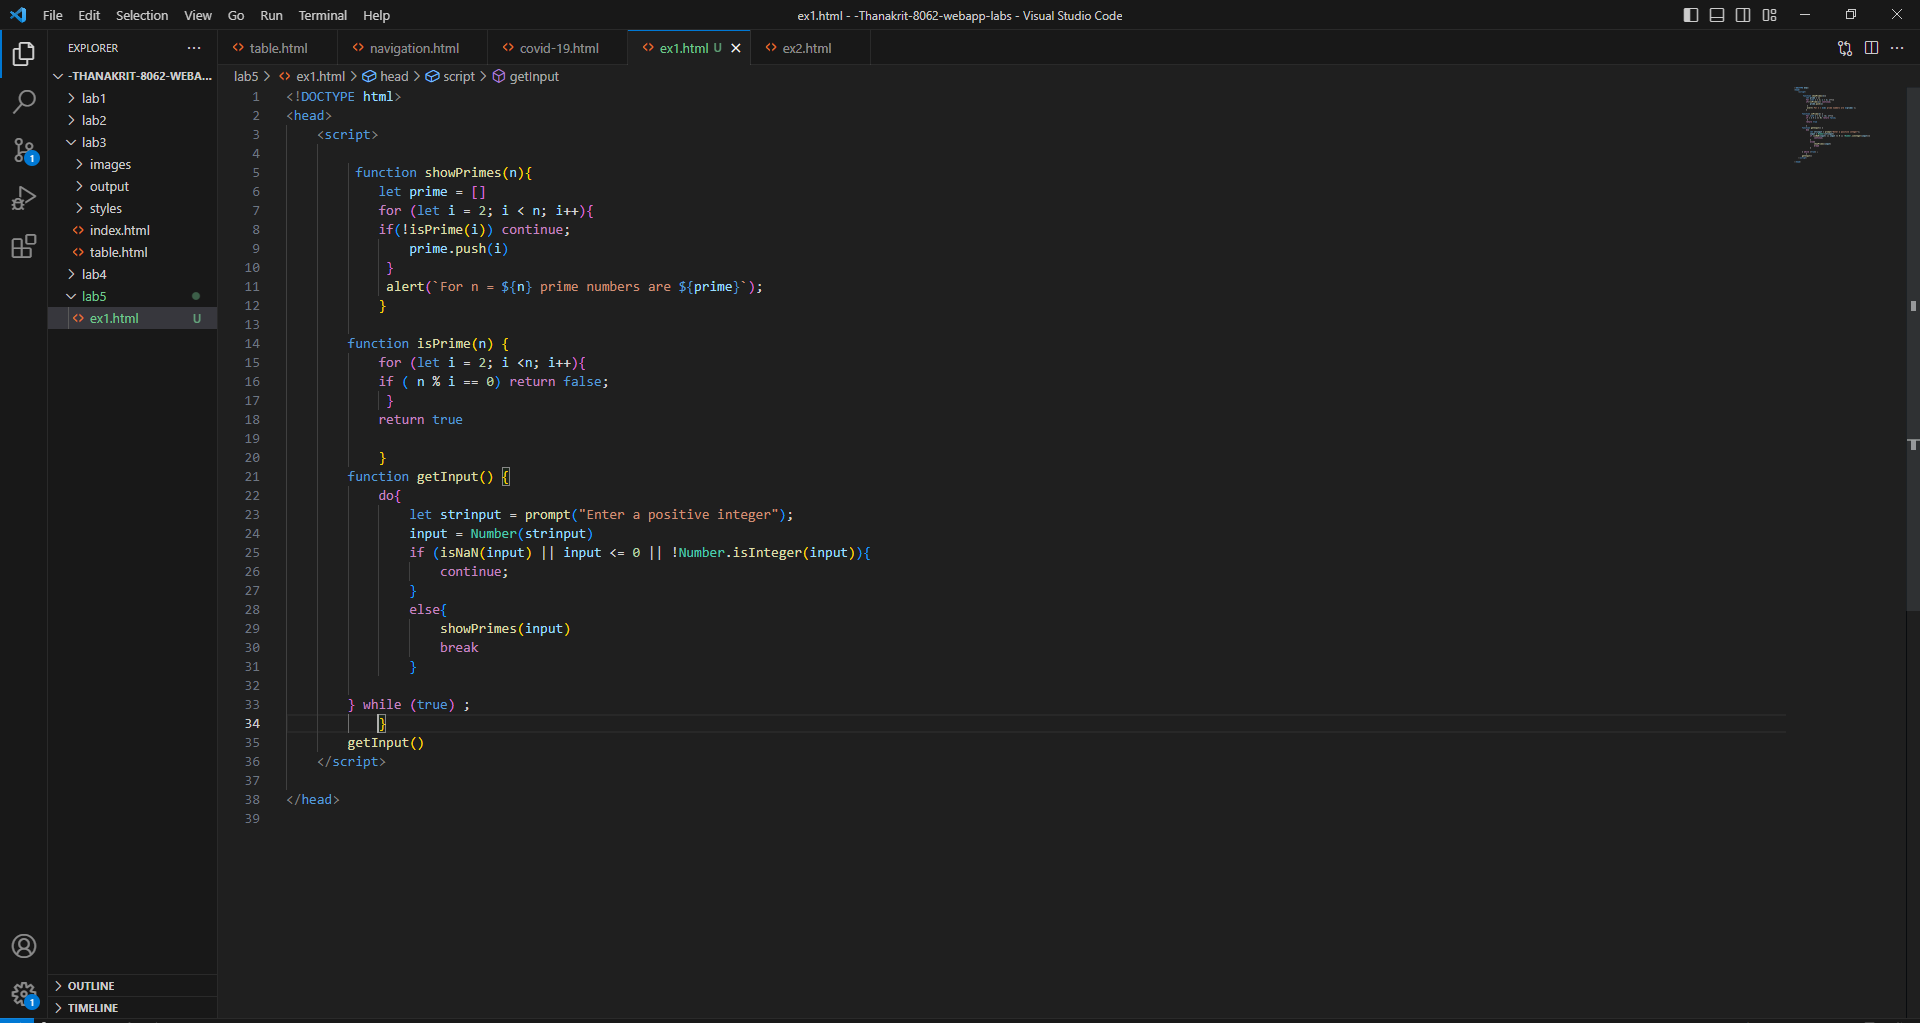 File Edit Selection View Go Run Terminal Help
ex1.html - -Thanakrit-8062-webapp-labs - Visual Studio Code
EXPLORER ...
table.html
navigation.html
covid-19.html
ex1.html U
ex2.html
-THANAKRIT-8062-WEBA...
lab1
lab2
lab3
images
output
styles
index.html
table.html
lab4
lab5
ex1.html U
OUTLINE
TIMELINE
1
1
lab5 > ex1.html > head > script > getInput
1 <!DOCTYPE html>
2 <head>
3 <script>
4
5 function showPrimes(n){
6 let prime = []
7 for (let i = 2; i < n; i++){
8 if(!isPrime(i)) continue;
9 prime.push(i)
10 }
11 alert(`For n = ${n} prime numbers are ${prime}`);
12 }
13
14 function isPrime(n) {
15 for (let i = 2; i <n; i++){
16 if ( n % i == 0) return false;
17 }
18 return true
19
20 }
21 function getInput() {
22 do{
23 let strinput = prompt("Enter a positive integer");
24 input = Number(strinput)
25 if (isNaN(input) || input <= 0 || !Number.isInteger(input)){
26 continue;
27 }
28 else{
29 showPrimes(input)
30 break
31 }
32
33 } while (true) ;
34 }
35 getInput()
36 </script>
37
38 </head>
39